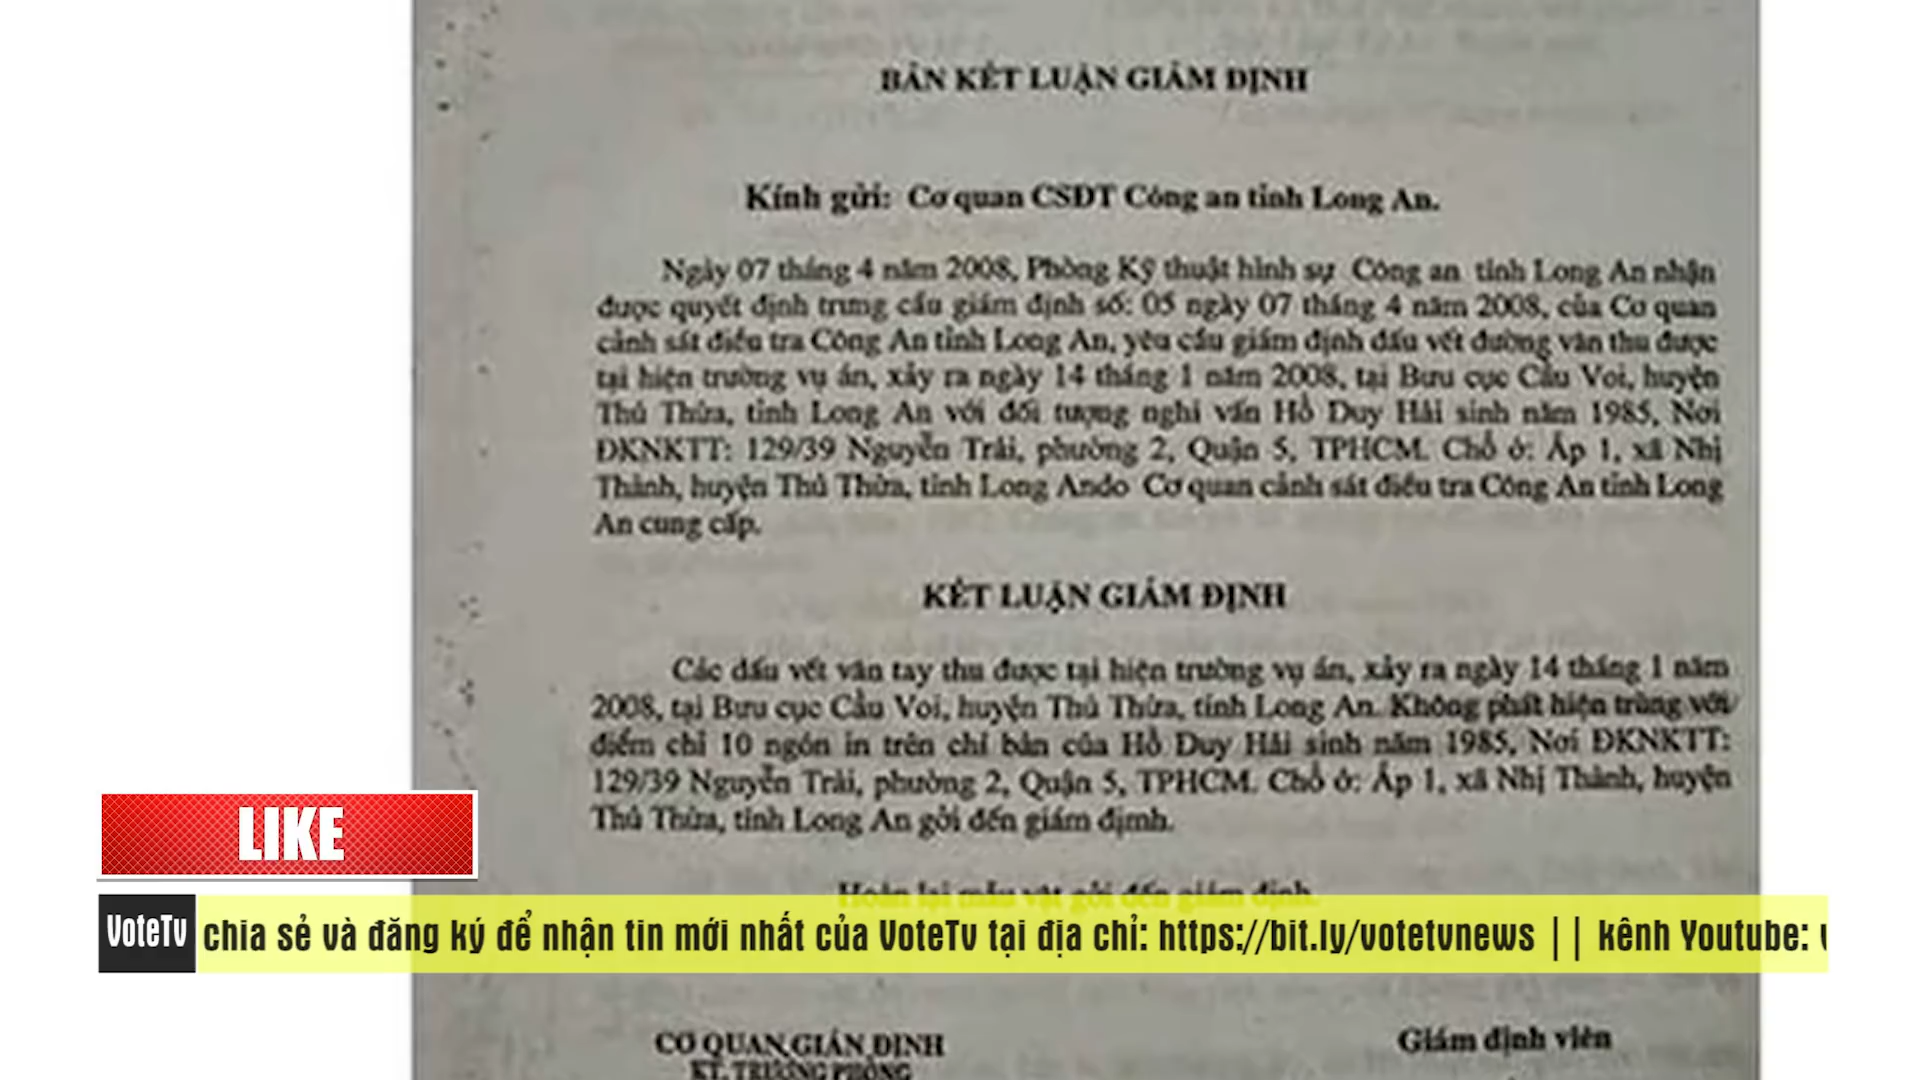 BẢN KẾT LUẬN GIÁM ĐỊNH
Kính gửi: Cơ quan CSĐT Công an tỉnh Long An.
Ngày 07 tháng 4 năm 2008, Phòng Kỹ thuật hình sự Công an tỉnh Long An nhận
được quyết định trưng cầu giám định số: 05 ngày 07 tháng 4 năm 2008, của Cơ quan
cảnh sát điều tra Công An tỉnh Long An, yêu cầu giám định dấu vết đường vân thu được
tại hiện trường vụ án, xảy ra ngày 14 tháng 1 năm 2008, tại Bưu cục Cầu Voi, huyện
Thủ Thừa, tỉnh Long An với đối tượng nghi vấn Hồ Duy Hải sinh năm 1985, Nơi
ĐKNKTT: 129/39 Nguyễn Trãi, phường 2, Quận 5, TPHCM. Chổ ở: Ấp 1, xã Nhị
Thành, huyện Thủ Thừa, tỉnh Long Ando Cơ quan cảnh sát điều tra Công An tỉnh Long
An cung cấp.
KẾT LUẬN GIÁM ĐỊNH
Các dấu vết vân tay thu được tại hiện trường vụ án, xảy ra ngày 14 tháng 1 năm
2008, tại Bưu cục Cầu Voi, huyện Thủ Thừa, tỉnh Long An. Không phát hiện trùng với
điểm chỉ 10 ngón in trên chỉ bản của Hồ Duy Hải sinh năm 1985, Nơi ĐKNKTT:
129/39 Nguyễn Trãi, phường 2, Quận 5, TPHCM. Chổ ở: Ấp 1, xã Nhị Thành, huyện
Thủ Thừa, tỉnh Long An gởi đến giám định.
Hoàn lại mẫu vật gởi đến giám định.
LIKE
VoteTv chia sẻ và đăng ký để nhận tin mới nhất của VoteTv tại địa chỉ: https://bit.ly/votetvnews || kênh Youtube:
CƠ QUAN GIÁN ĐỊNH
Giám định viên
KT. TRƯỞNG PHÒNG